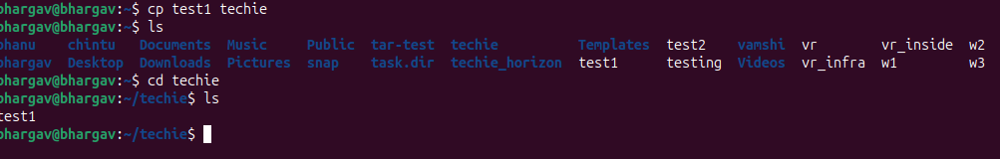 bhargav@bhargav:~$ cp test1 techie
bhargav@bhargav:~$ ls
bhanu chintu Documents Music Public tar-test techie Templates test2 vamshi vr vr_inside w2
bhargav Desktop Downloads Pictures snap task.dir techie_horizon test1 testing Videos vr_infra w1 w3
bhargav@bhargav:~$ cd techie
bhargav@bhargav:~/techie$ ls
test1
bhargav@bhargav:~/techie$